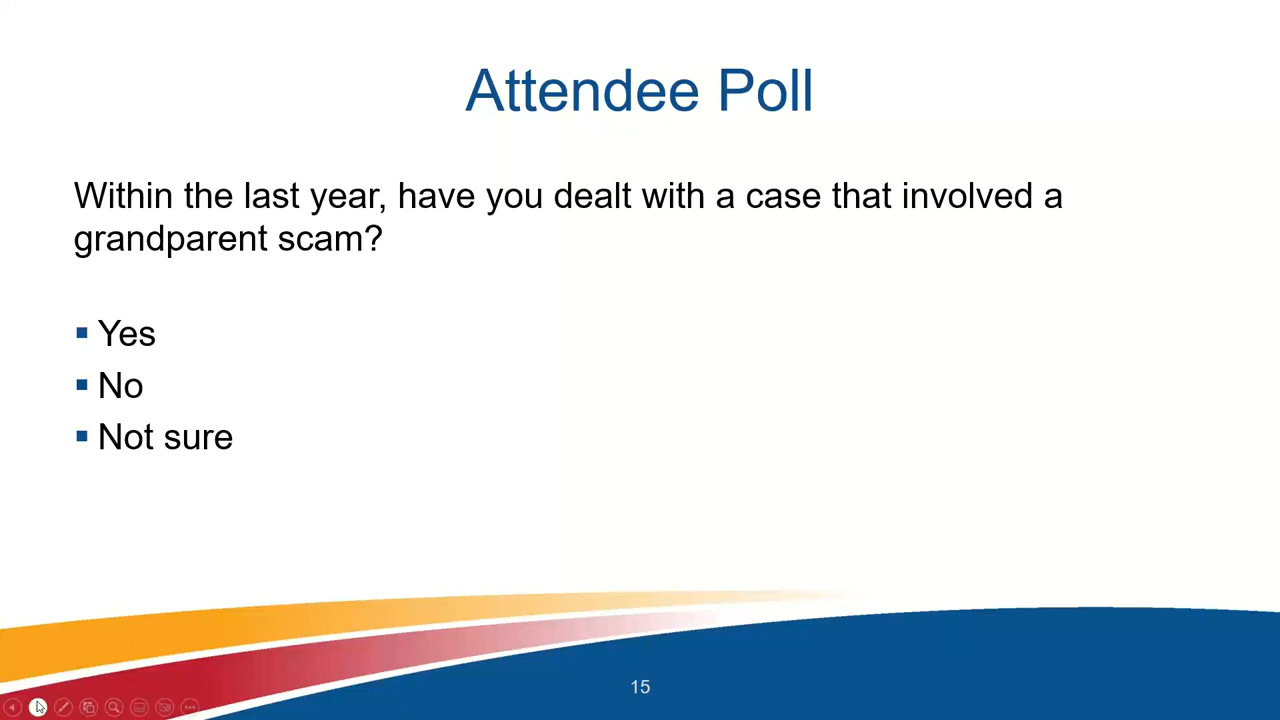 Attendee Poll
Within the last year, have you dealt with a case that involved a
grandparent scam?
▪ Yes
▪ No
▪ Not sure
15